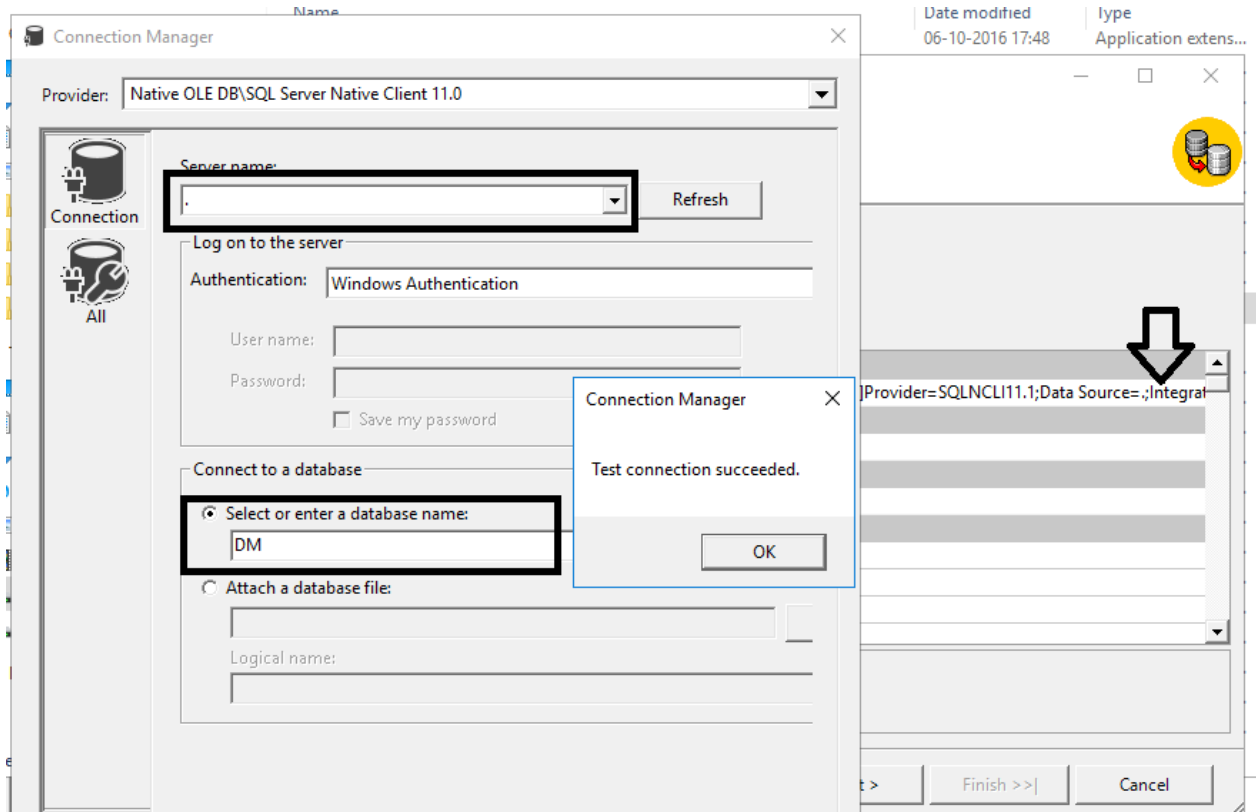 Name
Date modified
Type
06-10-2016 17:48
Application extens...
Connection Manager
Provider:
Native OLE DB\SQL Server Native Client 11.0
Server name:
.
Refresh
Connection
All
Log on to the server
Authentication:
Windows Authentication
User name:
Password:
Save my password
Connect to a database
Select or enter a database name:
DM
Attach a database file:
Logical name:
Connection Manager
Test connection succeeded.
OK
]Provider=SQLNCLI11.1;Data Source=.;Integrat
t >
Finish >>|
Cancel